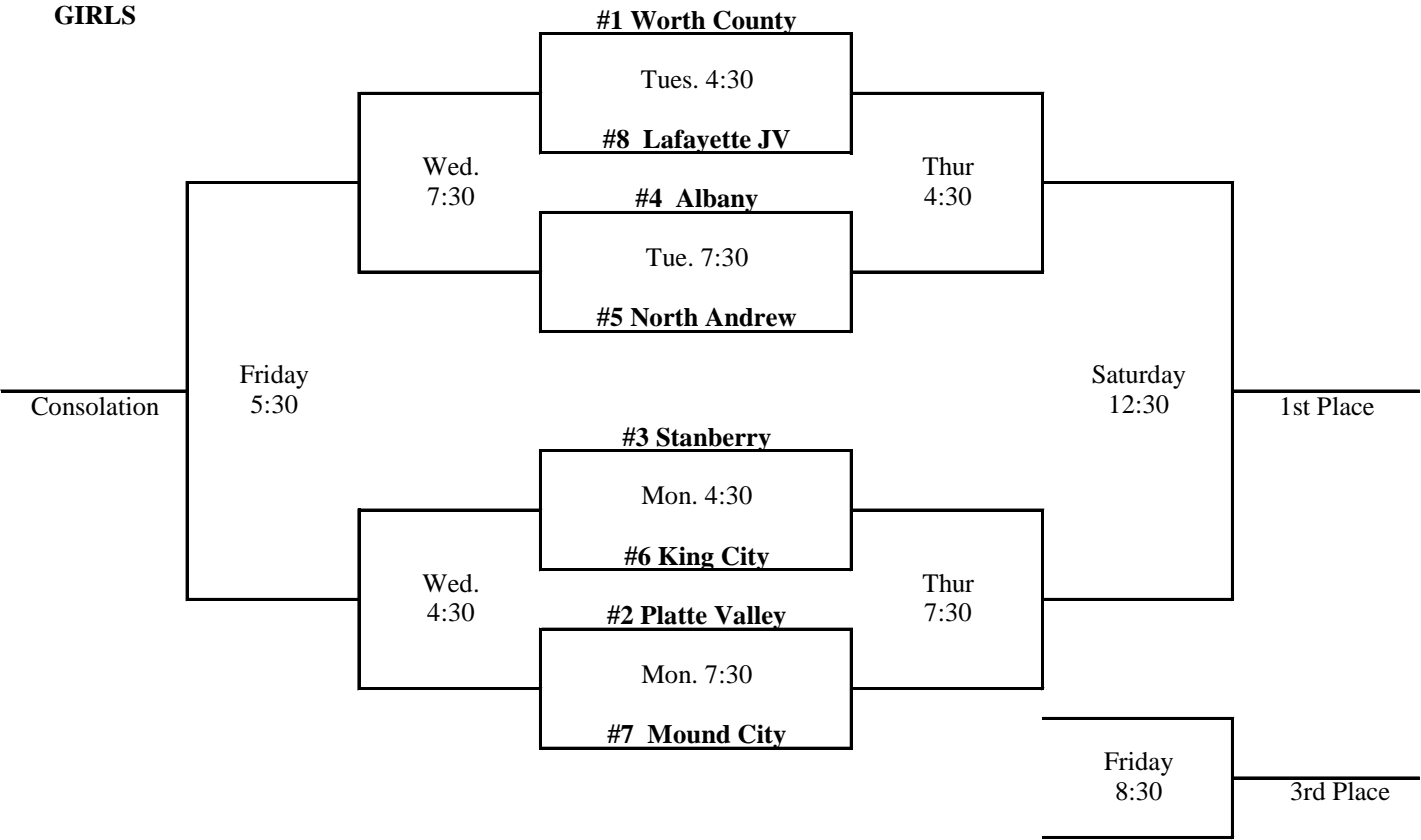 GIRLS
#1 Worth County
Tues. 4:30
#8  Lafayette JV
Wed.
7:30
Thur
4:30
#4  Albany
Tue. 7:30
#5 North Andrew
Friday
5:30
Saturday
12:30
Consolation
1st Place
#3 Stanberry
Mon. 4:30
#6 King City
Wed.
4:30
Thur
7:30
#2 Platte Valley
Mon. 7:30
#7  Mound City
Friday
8:30
3rd Place